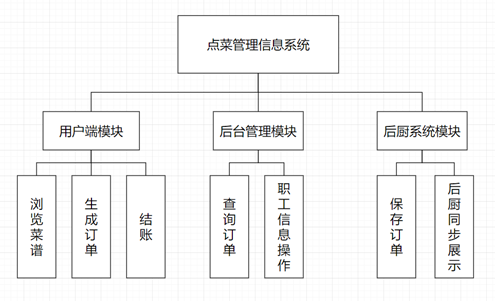 点菜管理信息系统
用户端模块
后台管理模块
后厨系统模块
浏览菜谱
生成订单
结账
查询订单
职工信息操作
保存订单
后厨同步展示